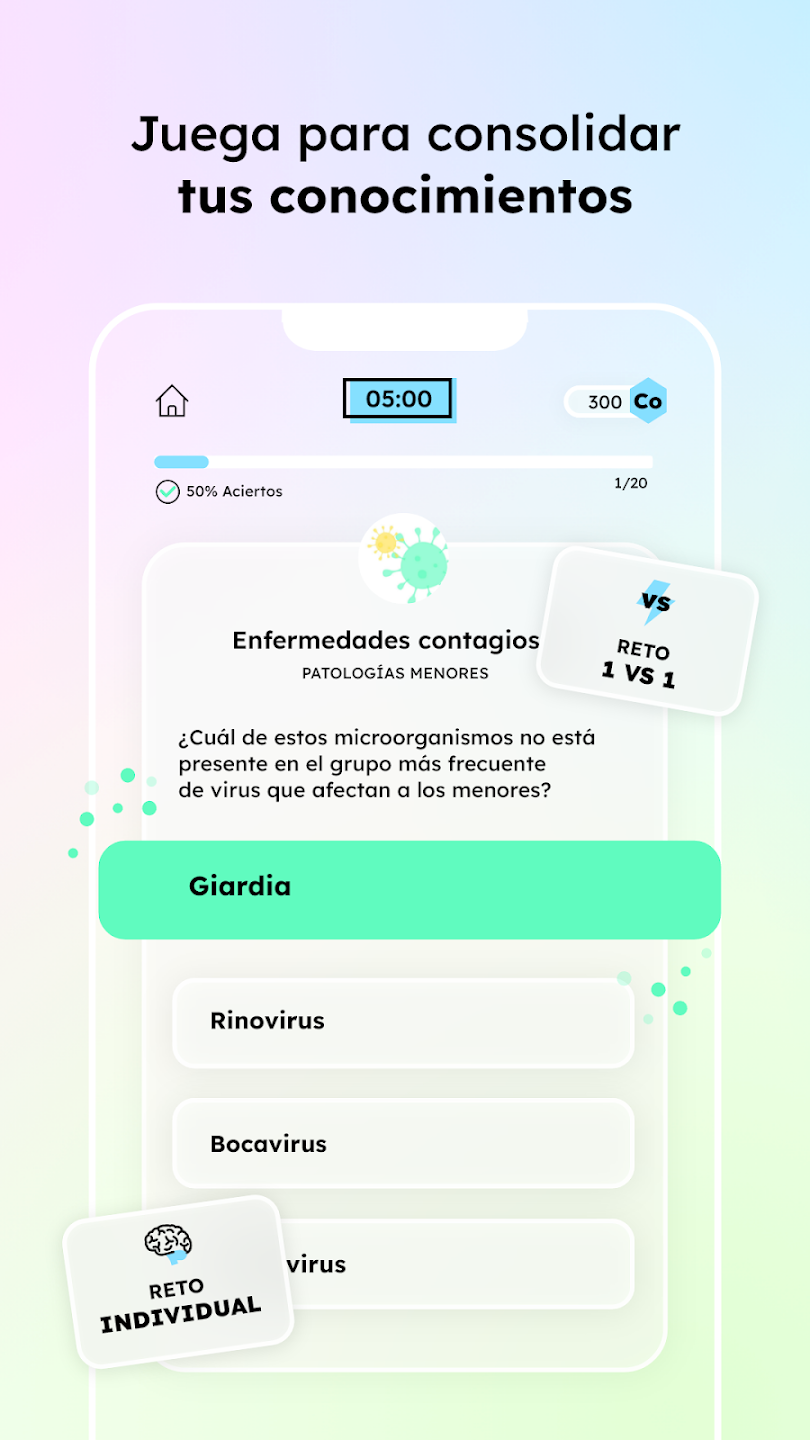 Juega para consolidar
tus conocimientos
05:00
300 Co
50% Aciertos
1/20
VS
RETO
1 VS 1
Enfermedades contagios
PATOLOGÍAS MENORES
¿Cuál de estos microorganismos no está
presente en el grupo más frecuente
de virus que afectan a los menores?
Giardia
Rinovirus
Bocavirus
virus
RETO
INDIVIDUAL